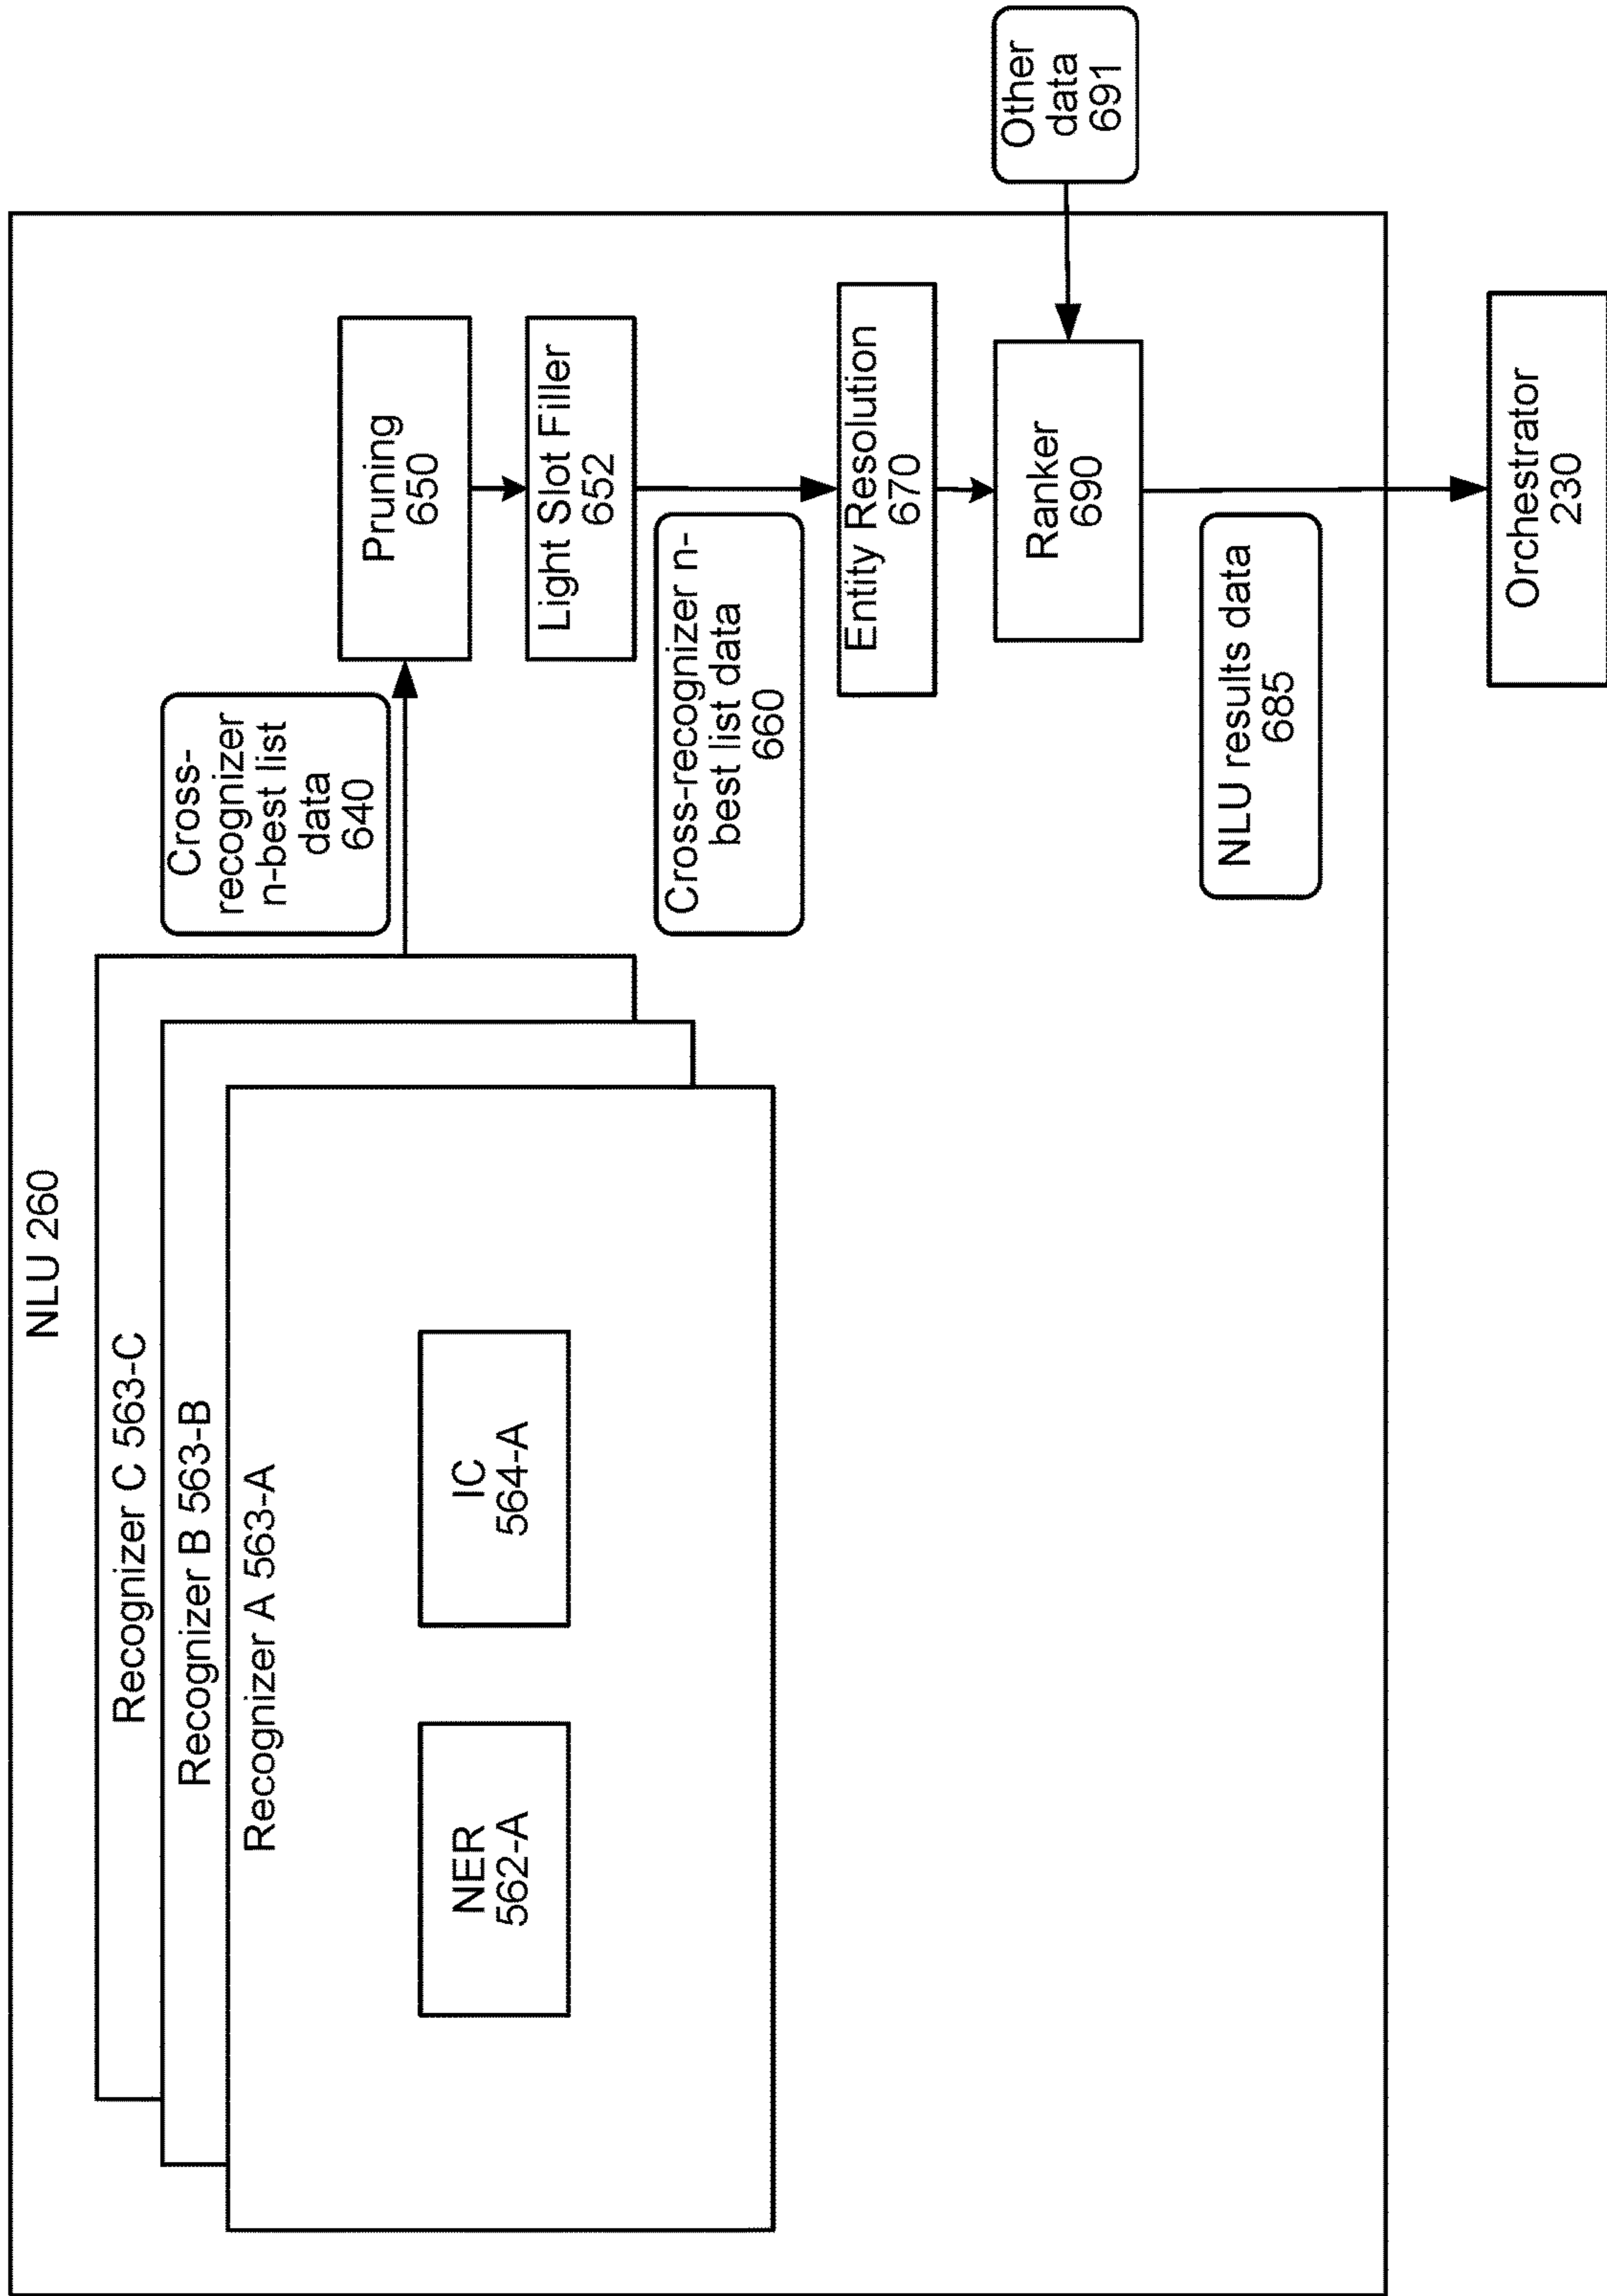 NLU 260
Recognizer C 563-C
Recognizer B 563-B
Recognizer A 563-A
NER
562-A
IC
564-A
Cross-
recognizer
n-best list
data
640
Pruning
650
Light Slot Filler
652
Cross-recognizer n-
best list data
660
Entity Resolution
670
Ranker
690
Other
data
691
NLU results data
685
Orchestrator
230